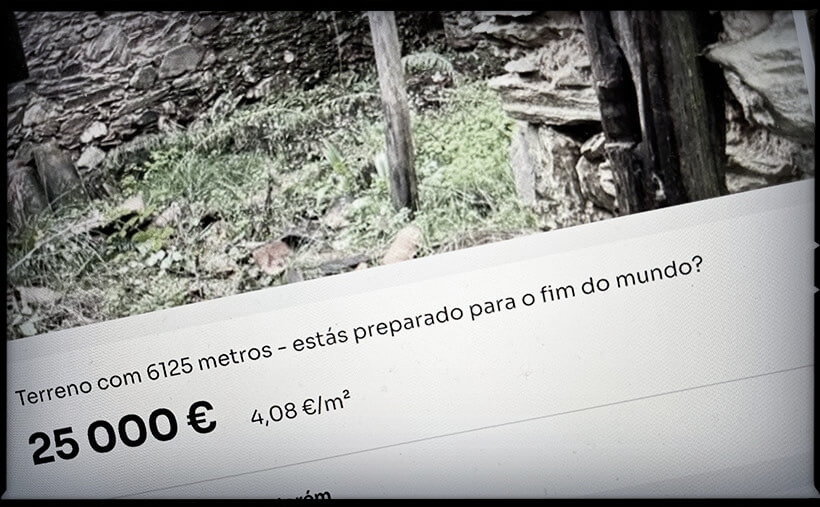 Terreno com 6125 metros - estás preparado para o fim do mundo?
25 000 € 4,08 €/m²